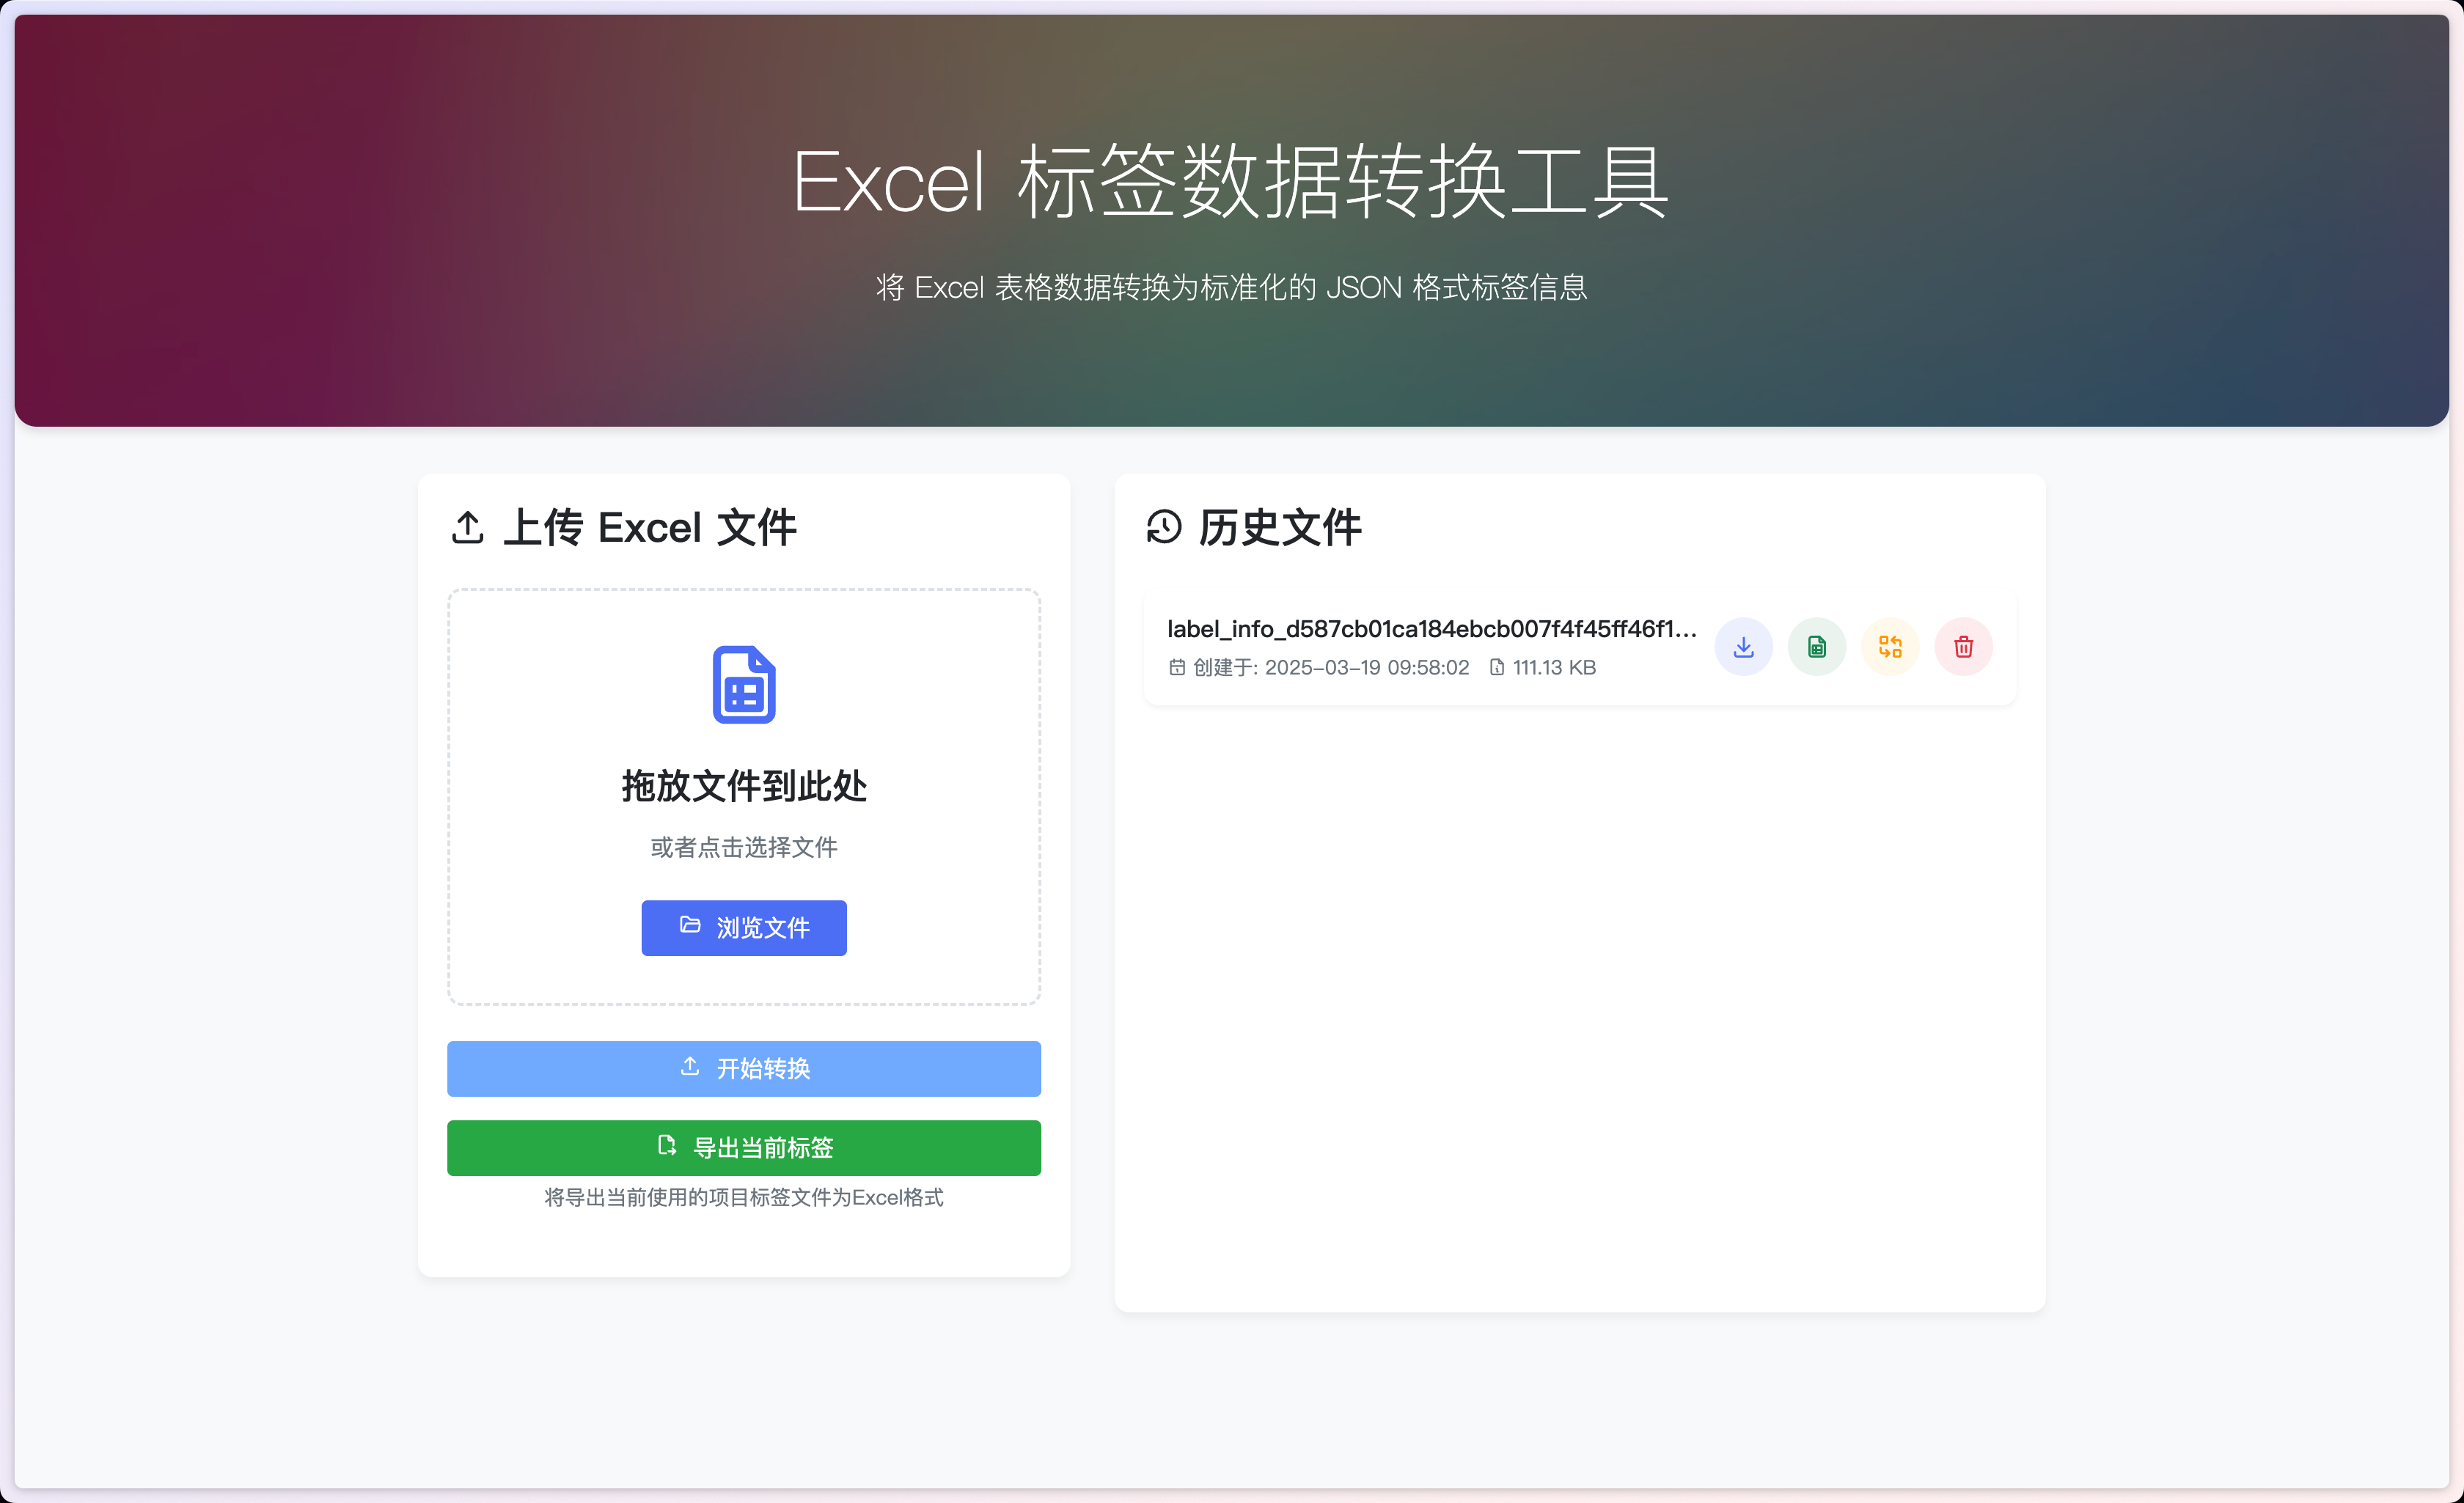 Excel 标签数据转换工具
将 Excel 表格数据转换为标准化的 JSON 格式标签信息
上传 Excel 文件
拖放文件到此处
或者点击选择文件
浏览文件
开始转换
导出当前标签
将导出当前使用的项目标签文件为Excel格式
历史文件
label_info_d587cb01ca184ebcb007f4f45ff46f1...
创建于: 2025-03-19 09:58:02 111.13 KB